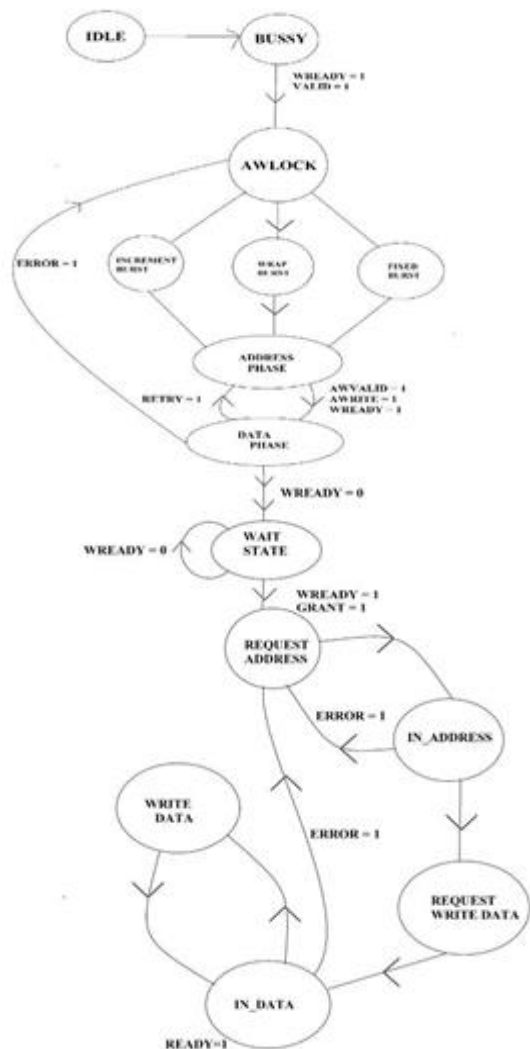 IDLE
BUSSY
WREADY = 1
VALID = 1
AWLOCK
ERROR = 1
INCREMENT
BURST
WRAP
BURST
FIXED
BURST
ADDRESS
PHASE
RETRY = 1
AWVALID = 1
AWRITE = 1
WREADY = 1
DATA
PHASE
WREADY = 0
WAIT
STATE
WREADY = 0
WREADY = 1
GRANT = 1
REQUEST
ADDRESS
ERROR = 1
IN_ADDRESS
WRITE
DATA
ERROR = 1
REQUEST
WRITE DATA
IN_DATA
READY=1